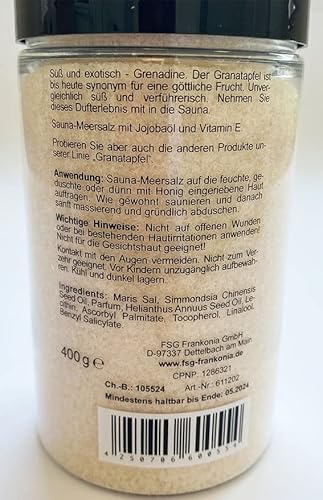 Süß und exotisch - Grenadine. Der Granatapfel ist
bis heute synonym für eine göttliche Frucht. Unver-
gleichlich süß und verführerisch. Nehmen Sie
dieses Dufterlebnis mit in die Sauna.
Sauna-Meersalz mit Jojobaöl und Vitamin E.
Probieren Sie aber auch die anderen Produkte un-
serer Linie „Granatapfel".
Anwendung: Sauna-Meersalz auf die feuchte, ge-
duschte oder dünn mit Honig eingeriebene Haut
auftragen. Wie gewohnt saunieren und danach
sanft massierend und gründlich abduschen.
Wichtige Hinweise: Nicht auf offenen Wunden
oder bei bestehenden Hautirritationen anwenden!
Nicht für die Gesichtshaut geeignet!
Kontakt mit den Augen vermeiden. Nicht zum Ver-
zehr geeignet. Vor Kindern unzugänglich aufbewah-
ren. Kühl und dunkel lagern.
Ingredients: Maris Sal, Simmondsia Chinensis
Seed Oil, Parfum, Helianthus Annuus Seed Oil, Le-
cithin, Ascorbyl Palmitate, Tocopherol, Linalool,
Benzyl Salicylate.
400 g e
FSG Frankonia GmbH
D-97337 Dettelbach am Main
www.fsg-frankonia.de
CPNP: 1286321
Ch.-B.: 105524 Art.-Nr.: 611202
Mindestens haltbar bis Ende: 05.2024
4 250706 600554